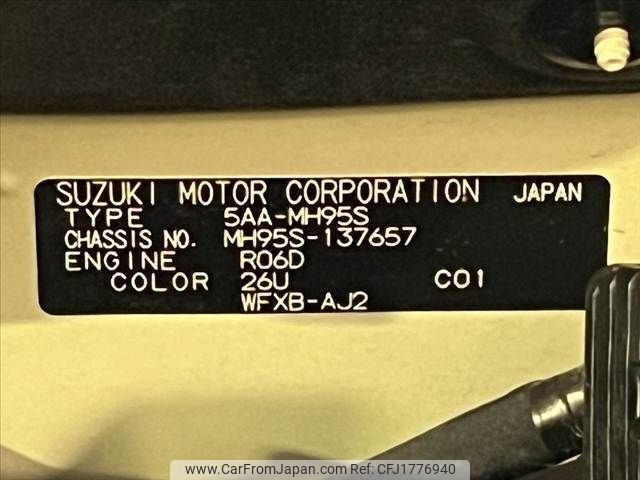 SUZUKI MOTOR CORPORATION JAPAN
TYPE 5AA-MH95S
CHASSIS NO. MH95S-137657
ENGINE R06D
COLOR 26U C01
WFXB-AJ2
www.CarFromJapan.com CFJ1776940